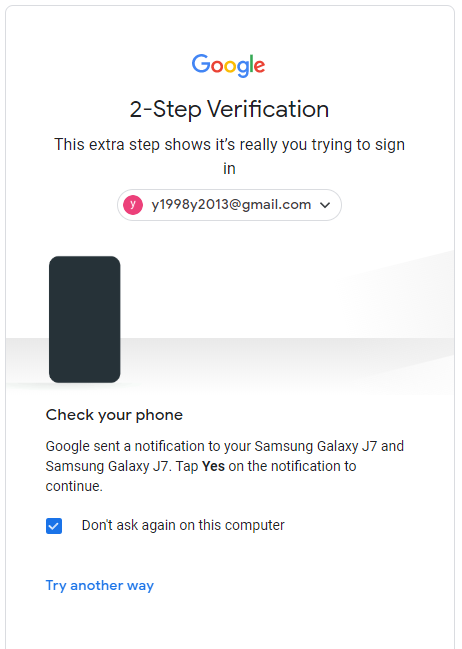 Google
2-Step Verification
This extra step shows it’s really you trying to sign
in
y
y1998y2013@gmail.com
Check your phone
Google sent a notification to your Samsung Galaxy J7 and
Samsung Galaxy J7. Tap Yes on the notification to
continue.
Don't ask again on this computer
Try another way